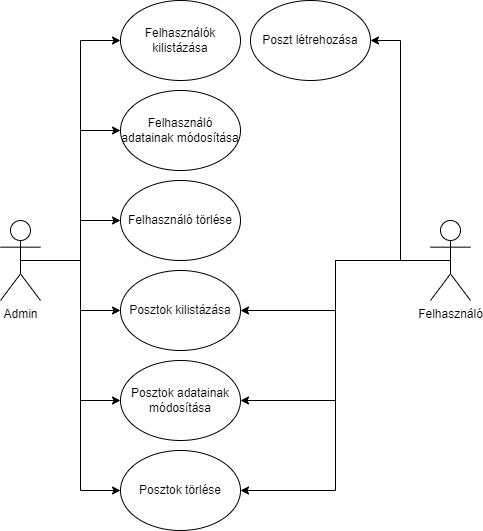 Felhasználók
kilistázása
Poszt létrehozása
Felhasználó
adatainak módosítása
Felhasználó törlése
Posztok kilistázása
Admin
Felhasználó
Posztok adatainak
módosítása
Posztok törlése